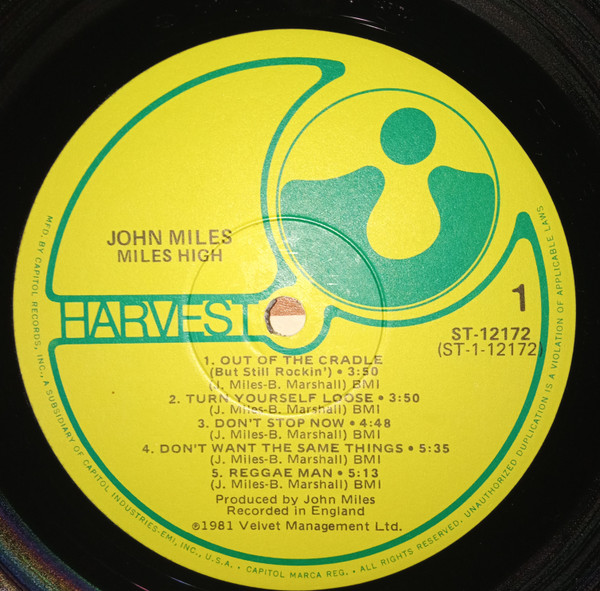 JOHN MILES
MILES HIGH
HARVEST
1
ST-12172
(ST-1-12172)
1. OUT OF THE CRADLE
(But Still Rockin') • 3:50
(J. Miles-B. Marshall) BMI
2. TURN YOURSELF LOOSE • 3:50
(J. Miles-B. Marshall) BMI
3. DON'T STOP NOW • 4:48
(J. Miles-B. Marshall) BMI
4. DON'T WANT THE SAME THINGS • 5:35
(J. Miles-B. Marshall) BMI
5. REGGAE MAN • 5:13
(J. Miles-B. Marshall) BMI
Produced by John Miles
Recorded in England
℗1981 Velvet Management Ltd.
MFD. BY CAPITOL RECORDS, INC., A SUBSIDIARY OF CAPITOL INDUSTRIES-EMI, INC., U.S.A. • CAPITOL MARCA REG. • ALL RIGHTS RESERVED. UNAUTHORIZED DUPLICATION IS A VIOLATION OF APPLICABLE LAWS